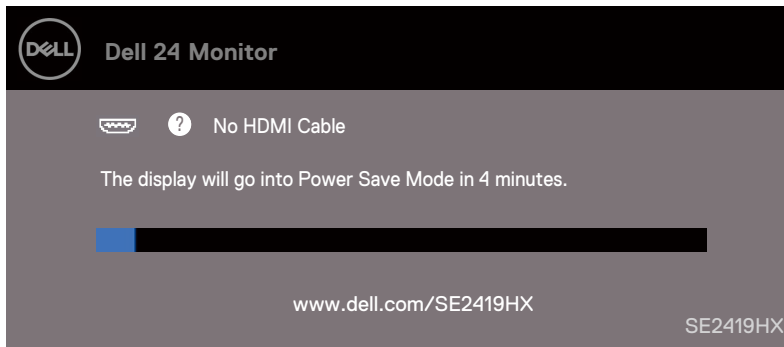 DELL
Dell 24 Monitor
? No HDMI Cable
The display will go into Power Save Mode in 4 minutes.
www.dell.com/SE2419HX
SE2419HX